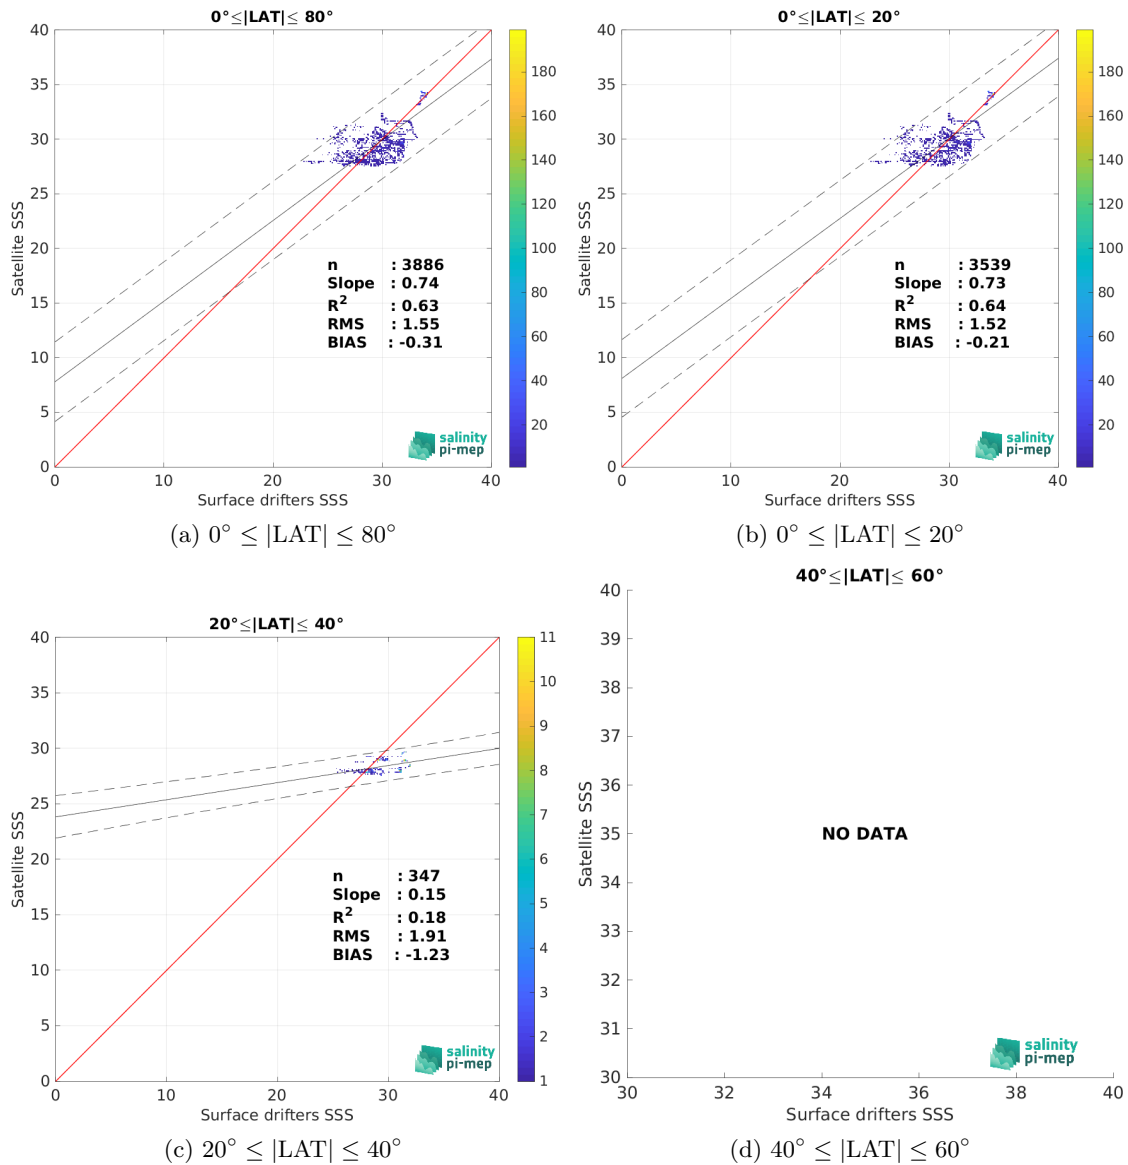 0°≤|LAT|≤ 80°
40
35
30
25
20
15
10
5
0
0
10
20
30
40
Satellite SSS
Surface drifters SSS
n : 3886
Slope : 0.74
R² : 0.63
RMS : 1.55
BIAS : -0.31
180
160
140
120
100
80
60
40
20
salinity
pi-mep
(a) 0° ≤ |LAT| ≤ 80°
0°≤|LAT|≤ 20°
40
35
30
25
20
15
10
5
0
0
10
20
30
40
Satellite SSS
Surface drifters SSS
n : 3539
Slope : 0.73
R² : 0.64
RMS : 1.52
BIAS : -0.21
180
160
140
120
100
80
60
40
20
salinity
pi-mep
(b) 0° ≤ |LAT| ≤ 20°
20°≤|LAT|≤ 40°
40
35
30
25
20
15
10
5
0
0
10
20
30
40
Satellite SSS
Surface drifters SSS
n : 347
Slope : 0.15
R² : 0.18
RMS : 1.91
BIAS : -1.23
11
10
9
8
7
6
5
4
3
2
1
salinity
pi-mep
(c) 20° ≤ |LAT| ≤ 40°
40°≤|LAT|≤ 60°
40
39
38
37
36
35
34
33
32
31
30
30
32
34
36
38
40
Satellite SSS
Surface drifters SSS
NO DATA
salinity
pi-mep
(d) 40° ≤ |LAT| ≤ 60°